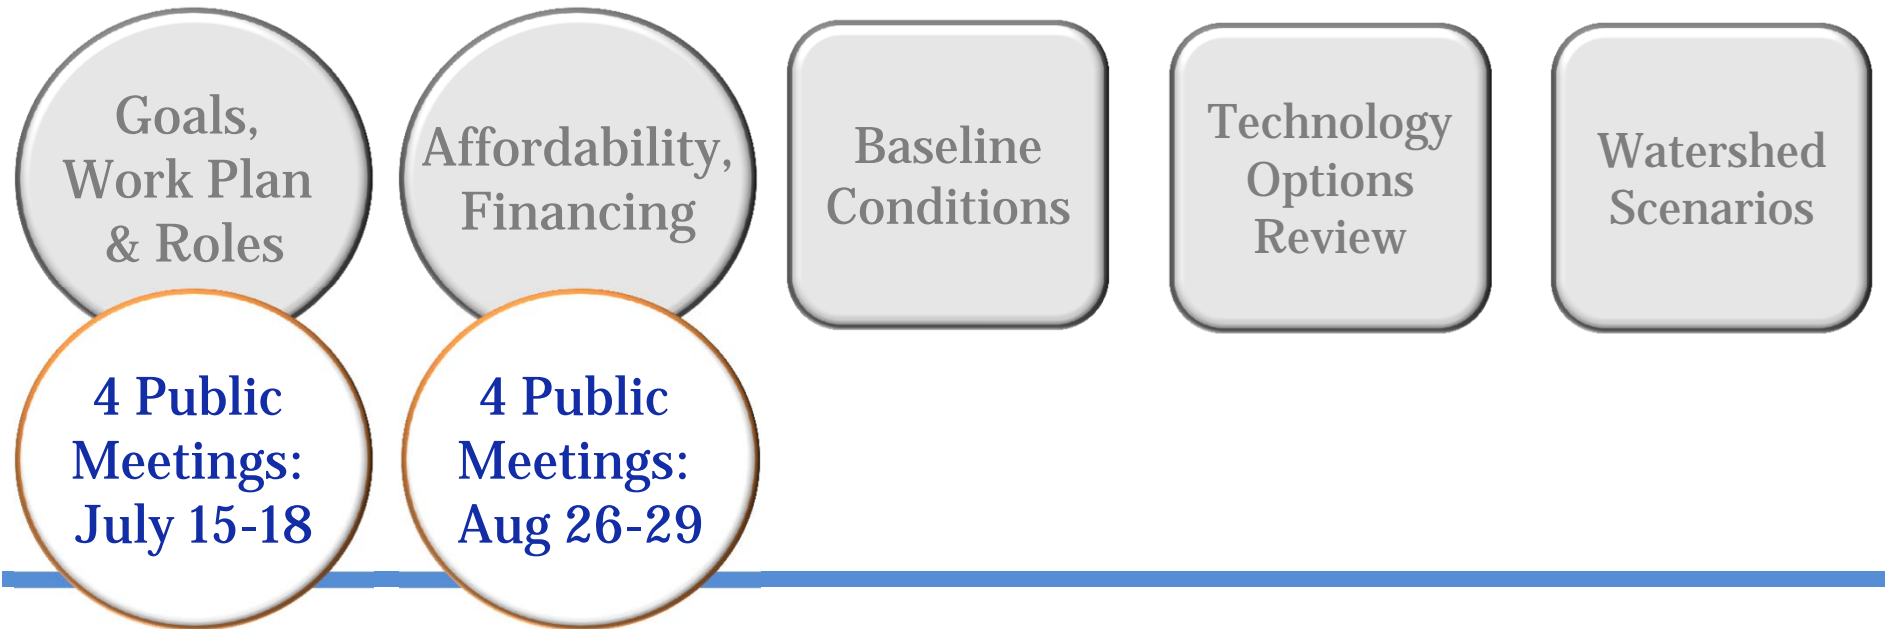 Goals,
Work Plan
& Roles
Affordability,
Financing
Baseline
Conditions
Technology
Options
Review
Watershed
Scenarios
4 Public
Meetings:
July 15-18
4 Public
Meetings:
Aug 26-29